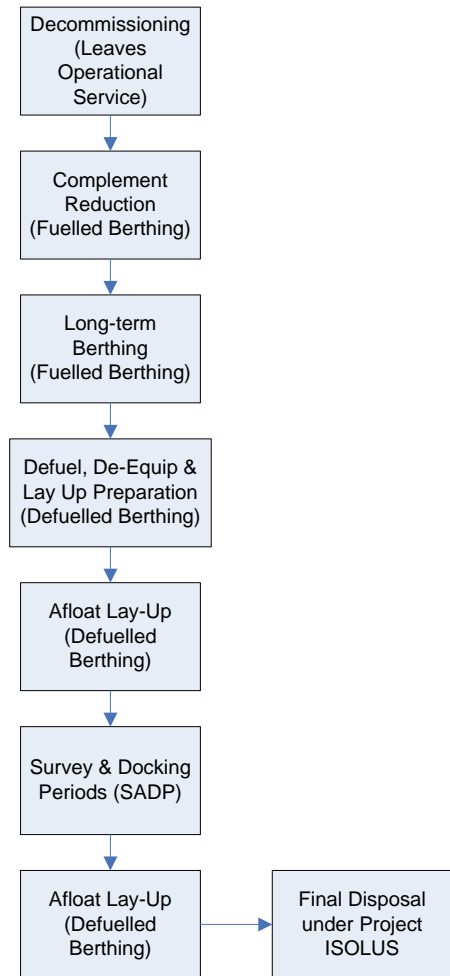 Decommissioning
(Leaves
Operational
Service)
Complement
Reduction
(Fuelled Berthing)
Long-term
Berthing
(Fuelled Berthing)
Defuel, De-Equip &
Lay Up Preparation
(Defuelled Berthing)
Afloat Lay-Up
(Defuelled
Berthing)
Survey & Docking
Periods (SADP)
Afloat Lay-Up
(Defuelled
Berthing)
Final Disposal
under Project
ISOLUS